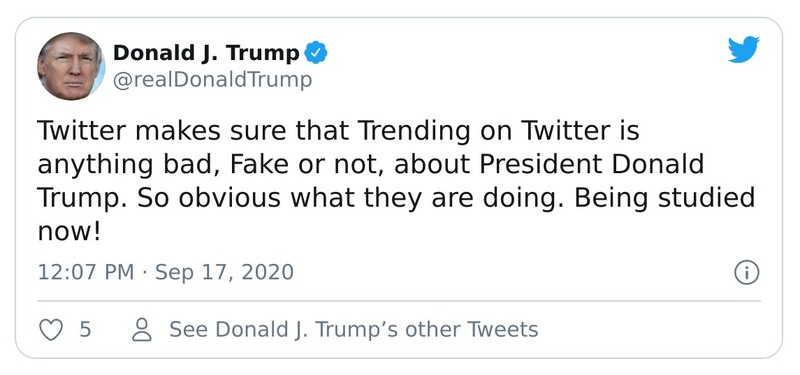 Donald J. Trump
@realDonaldTrump
Twitter makes sure that Trending on Twitter is
anything bad, Fake or not, about President Donald
Trump. So obvious what they are doing. Being studied
now!
12:07 PM · Sep 17, 2020
5 See Donald J. Trump’s other Tweets